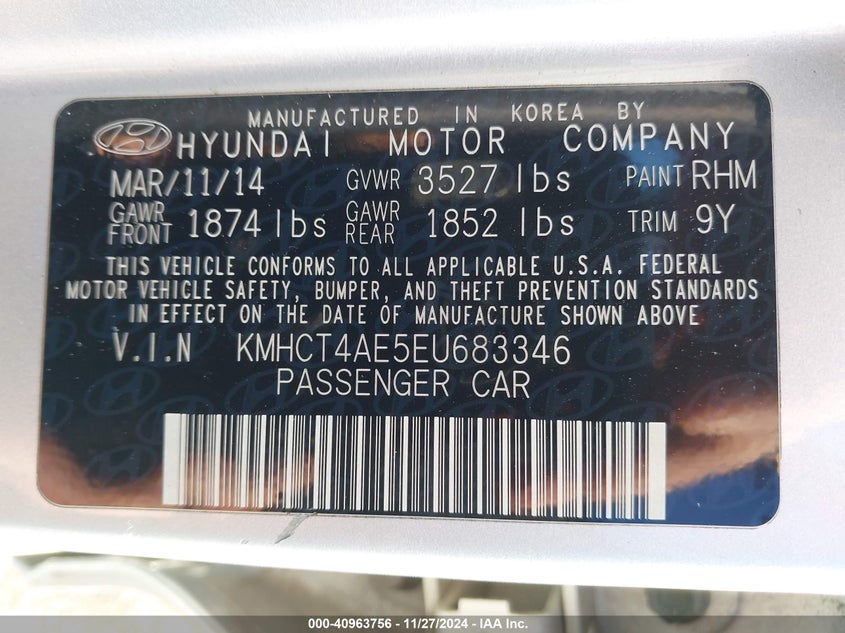 MANUFACTURED IN KOREA BY
HYUNDAI MOTOR COMPANY
MAR/11/14 GVWR 3527 lbs PAINT RHM
GAWR FRONT 1874 lbs GAWR REAR 1852 lbs TRIM 9Y
THIS VEHICLE CONFORMS TO ALL APPLICABLE U.S.A. FEDERAL
MOTOR VEHICLE SAFETY, BUMPER, AND THEFT PREVENTION STANDARDS
IN EFFECT ON THE DATE OF MANUFACTURE SHOWN ABOVE
V.I.N KMHCT4AE5EU683346
PASSENGER CAR
000-40963756 - 11/27/2024 - IAA Inc.